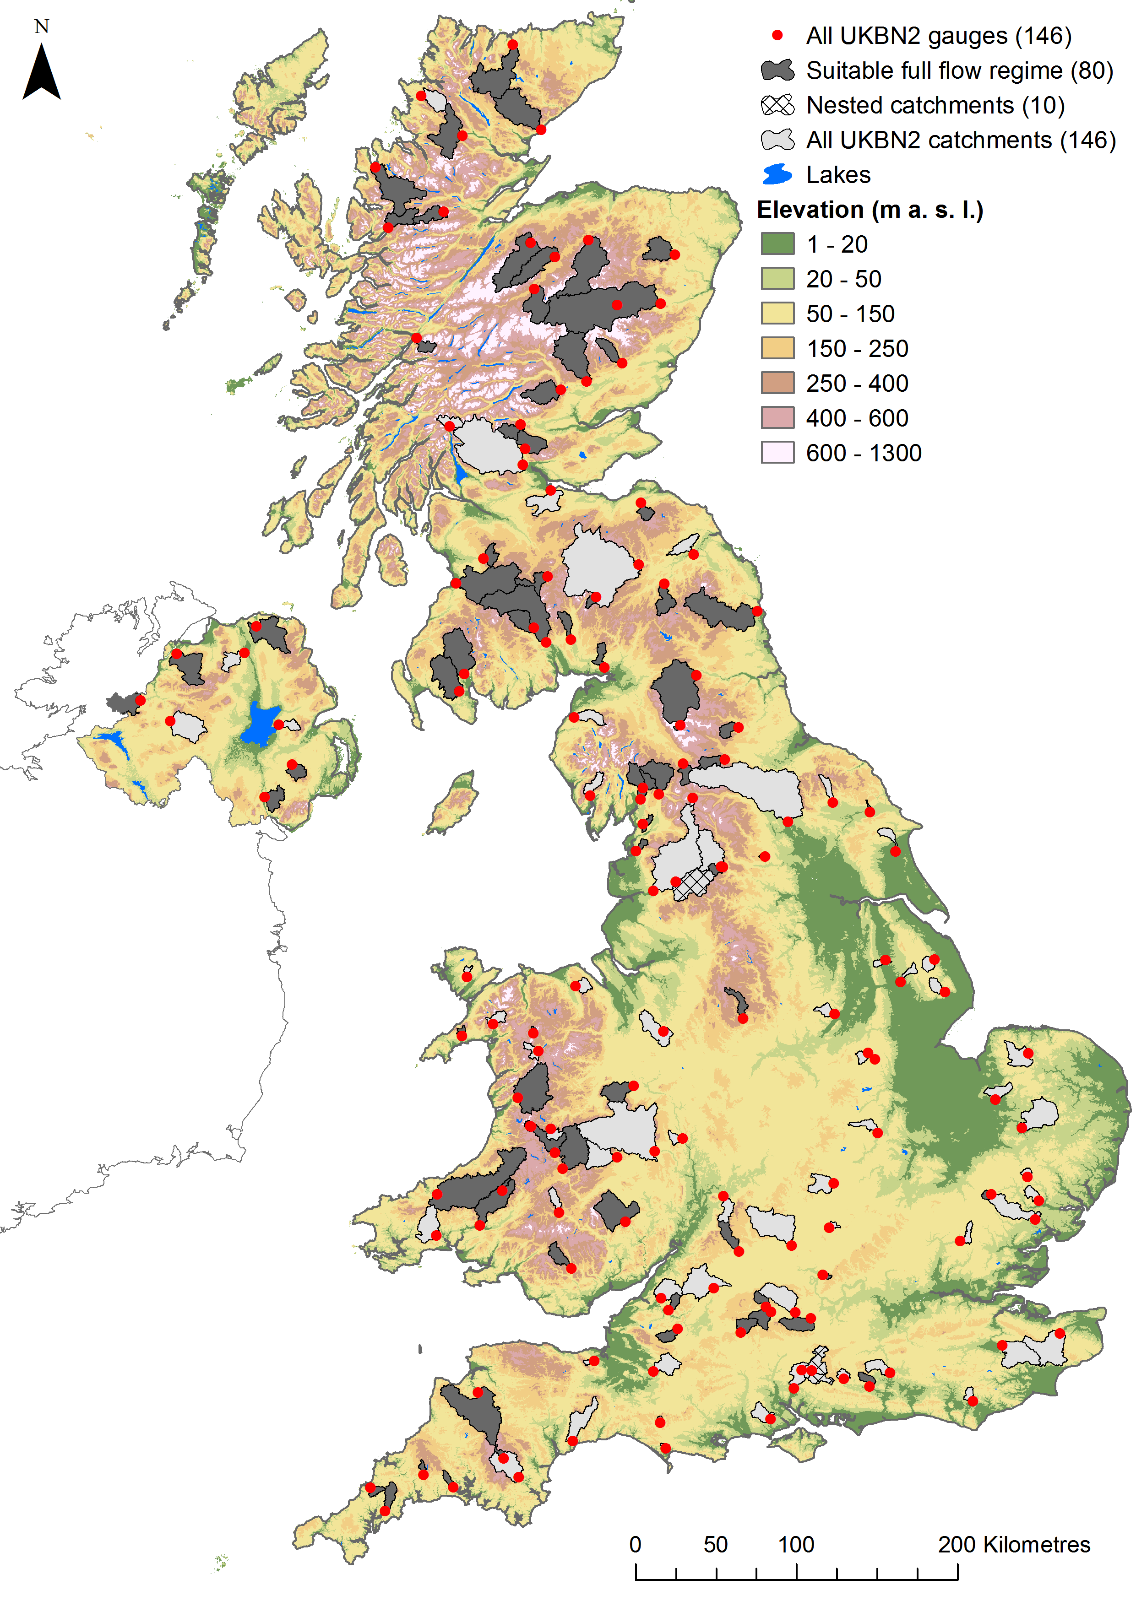 N
All UKBN2 gauges (146)
Suitable full flow regime (80)
Nested catchments (10)
All UKBN2 catchments (146)
Lakes
Elevation (m a. s. l.)
1 - 20
20 - 50
50 - 150
150 - 250
250 - 400
400 - 600
600 - 1300
0 50 100 200 Kilometres